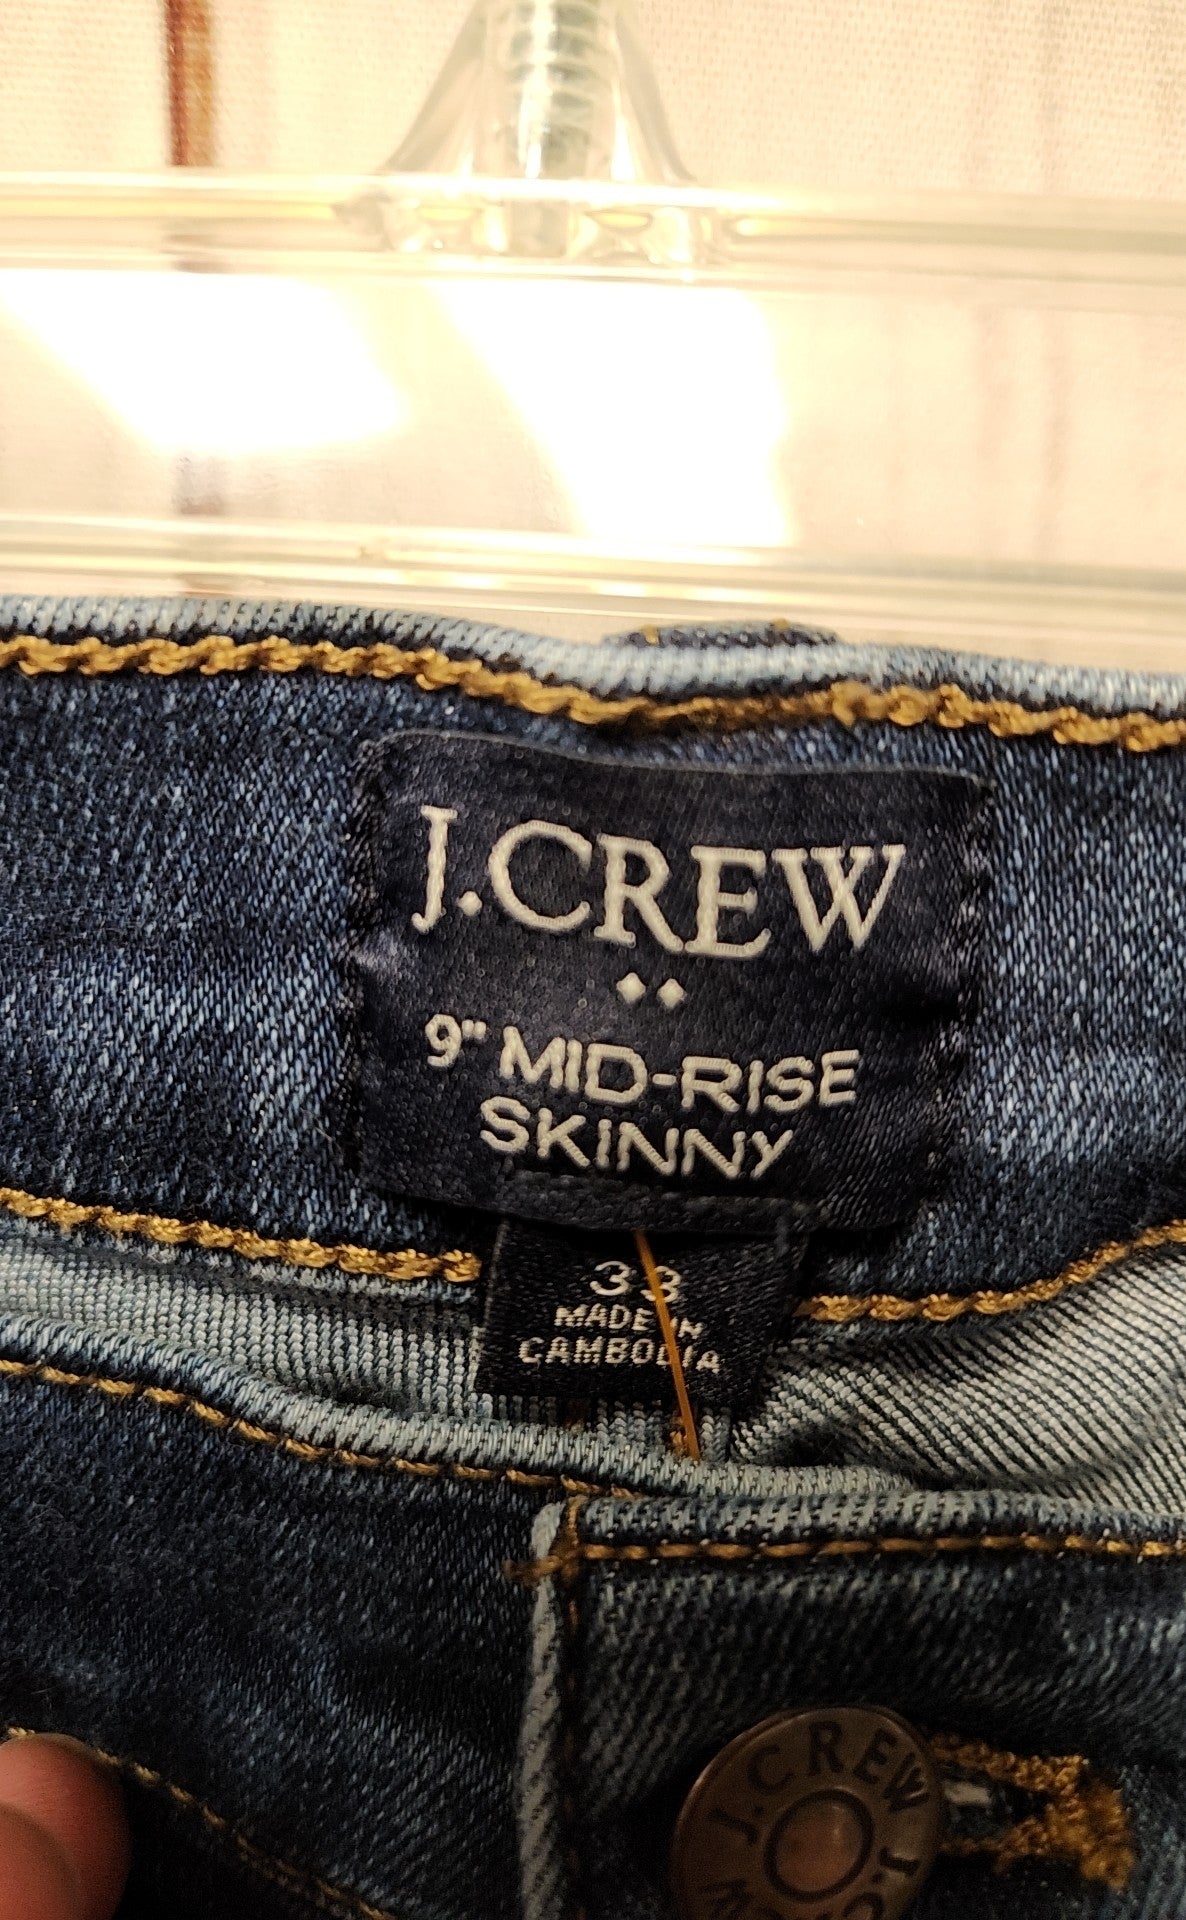 J.CREW
9" MID-RISE
SKINNY
33
MADE IN
CAMBODIA
J.CREW
J.C